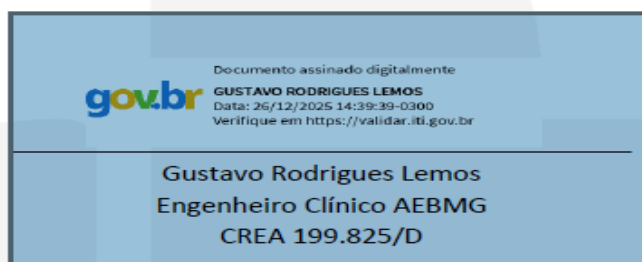 Documento assinado digitalmente
gov.br
GUSTAVO RODRIGUES LEMOS
Data: 26/12/2025 14:39:39-0300
Verifique em https://validar.iti.gov.br
Gustavo Rodrigues Lemos
Engenheiro Clínico AEBMG
CREA 199.825/D